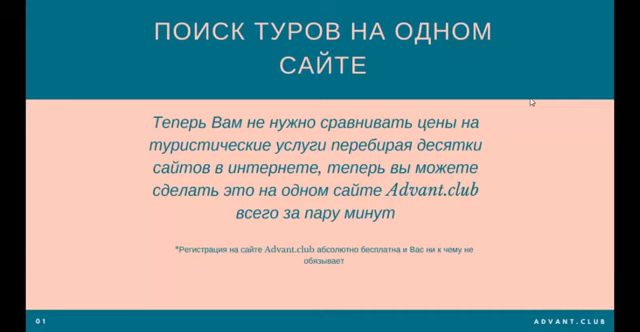 ПОИСК ТУРОВ НА ОДНОМ
САЙТЕ
Теперь Вам не нужно сравнивать цены на
туристические услуги перебирая десятки
сайтов в интернете, теперь вы можете
сделать это на одном сайте Advant.club
всего за пару минут
*Регистрация на сайте Advant.club абсолютно бесплатна и Вас ни к чему не
обязывает
01
ADVANT.CLUB